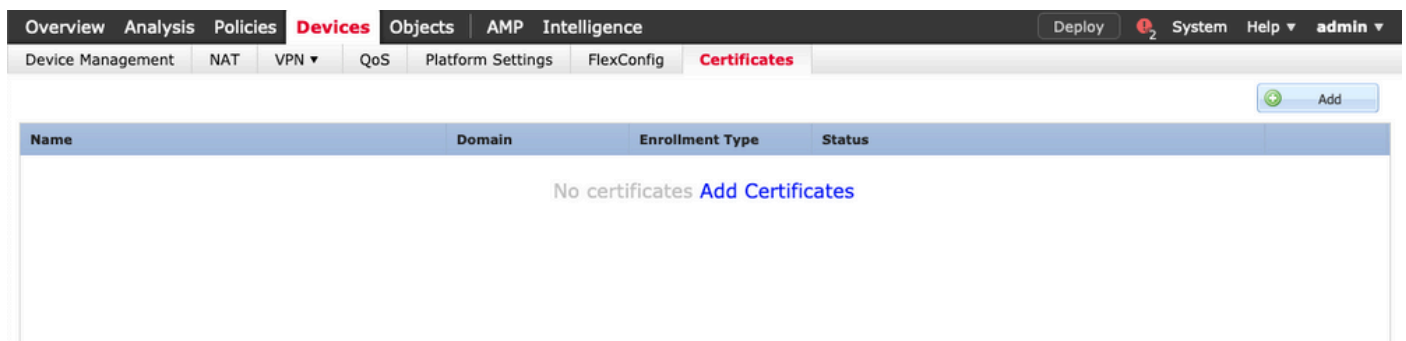 Overview Analysis Policies Devices Objects AMP Intelligence Deploy 2 System Help ▾ admin ▾
Device Management NAT VPN ▾ QoS Platform Settings FlexConfig Certificates
Add
Name Domain Enrollment Type Status
No certificates Add Certificates